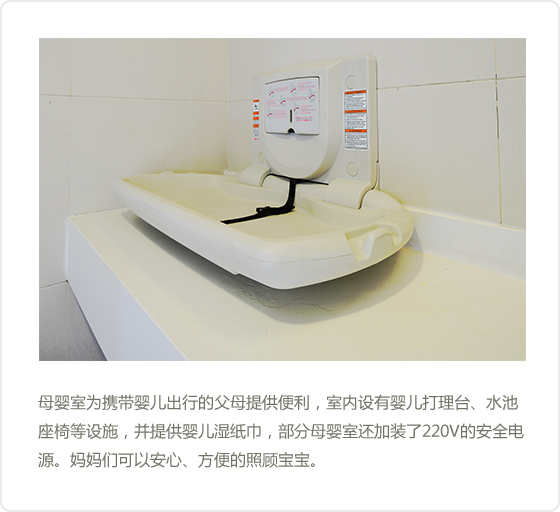 母婴室为携带婴儿出行的父母提供便利，室内设有婴儿打理台、水池
座椅等设施，并提供婴儿湿纸巾，部分母婴室还加装了220V的安全电
源。妈妈们可以安心、方便的照顾宝宝。